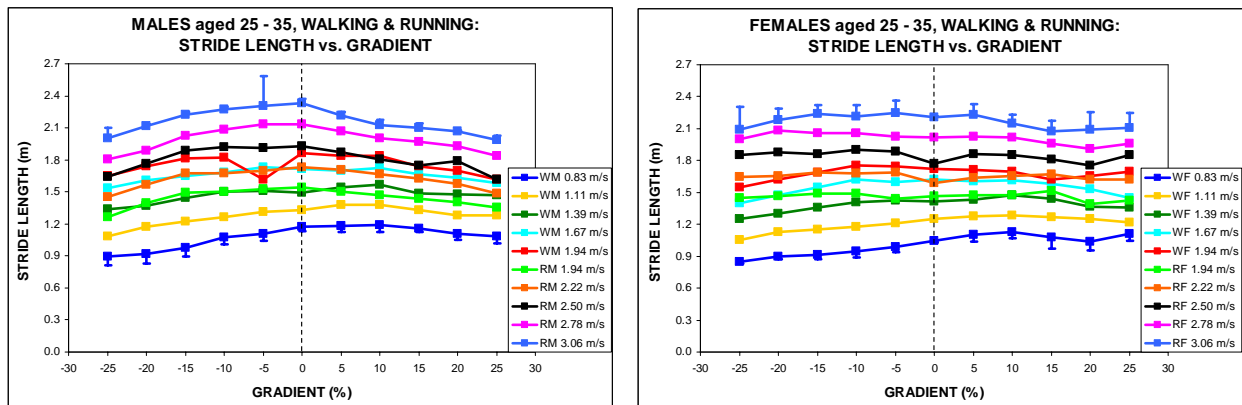 MALES aged 25 - 35, WALKING & RUNNING:
STRIDE LENGTH vs. GRADIENT
STRIDE LENGTH (m)
2.7
2.4
2.1
1.8
1.5
1.2
0.9
0.6
0.3
0.0
-30 -25 -20 -15 -10 -5 0 5 10 15 20 25 30
GRADIENT (%)
WM 0.83 m/s
WM 1.11 m/s
WM 1.39 m/s
WM 1.67 m/s
WM 1.94 m/s
RM 1.94 m/s
RM 2.22 m/s
RM 2.50 m/s
RM 2.78 m/s
RM 3.06 m/s
FEMALES aged 25 - 35, WALKING & RUNNING:
STRIDE LENGTH vs. GRADIENT
STRIDE LENGTH (m)
2.7
2.4
2.1
1.8
1.5
1.2
0.9
0.6
0.3
0.0
-30 -25 -20 -15 -10 -5 0 5 10 15 20 25 30
GRADIENT (%)
WF 0.83 m/s
WF 1.11 m/s
WF 1.39 m/s
WF 1.67 m/s
WF 1.94 m/s
RF 1.94 m/s
RF 2.22 m/s
RF 2.50 m/s
RF 2.78 m/s
RF 3.06 m/s